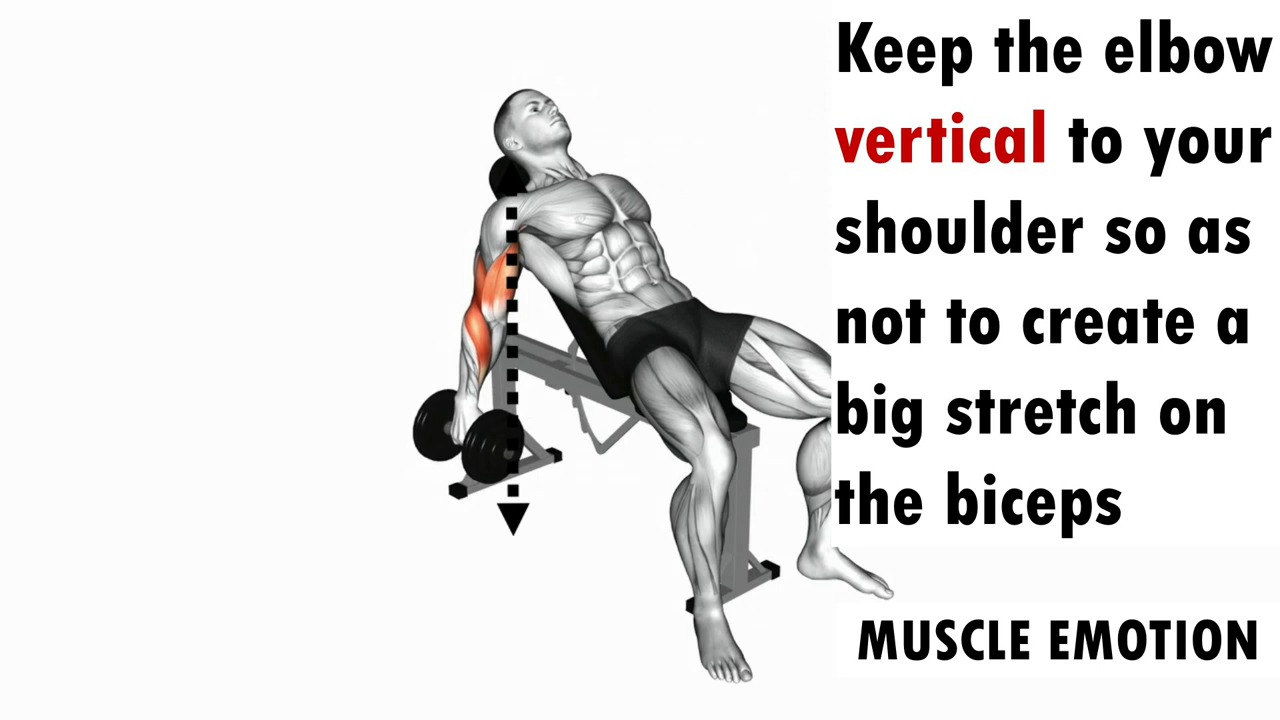 Keep the elbow
vertical to your
shoulder so as
not to create a
big stretch on
the biceps
MUSCLE EMOTION